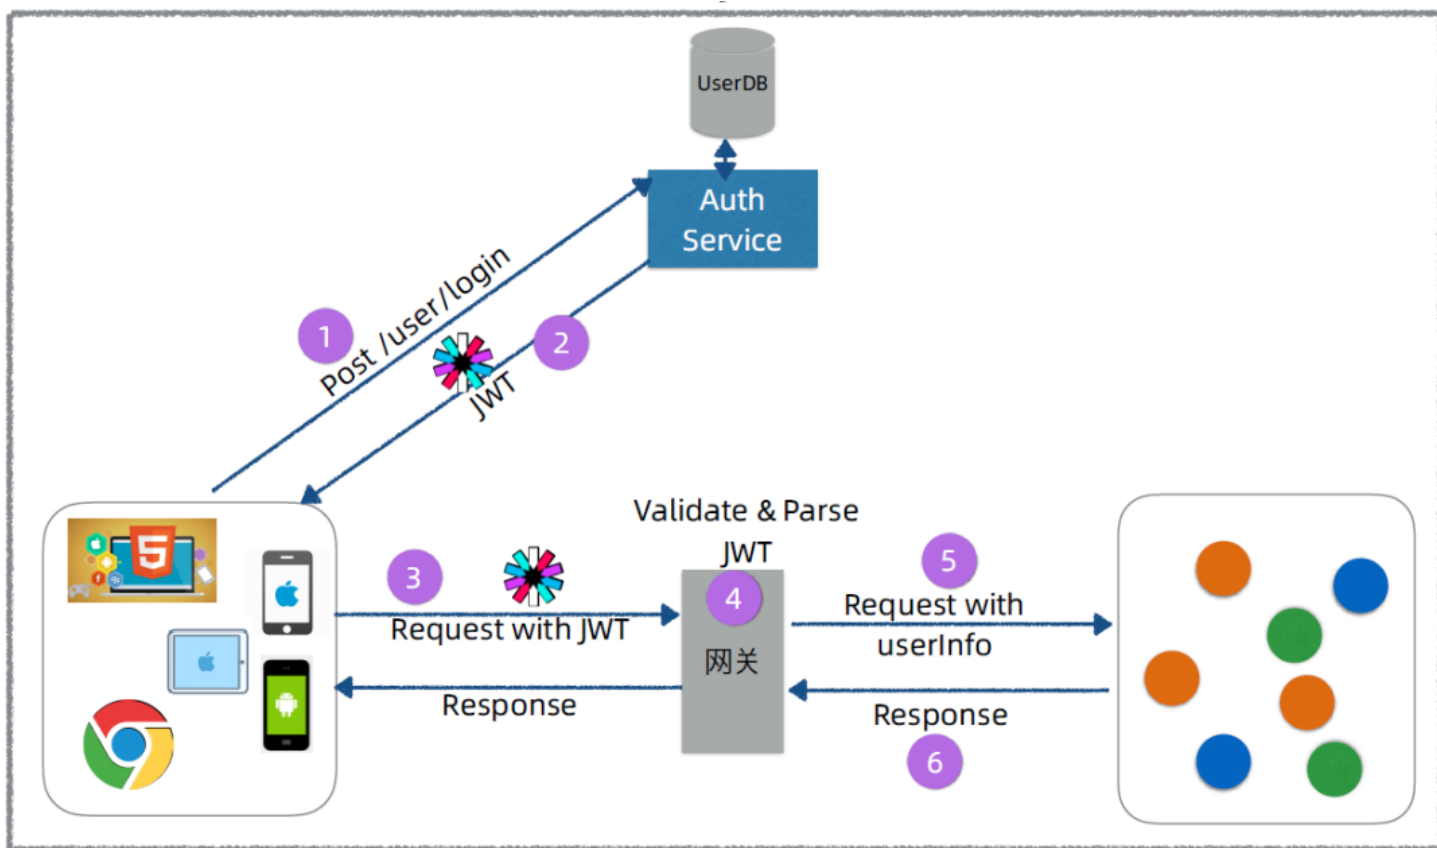 UserDB
Auth
Service
1
Post /user/login
2
JWT
Validate & Parse
JWT
3
4
5
Request with JWT
Request with
userInfo
网关
Response
Response
6
5